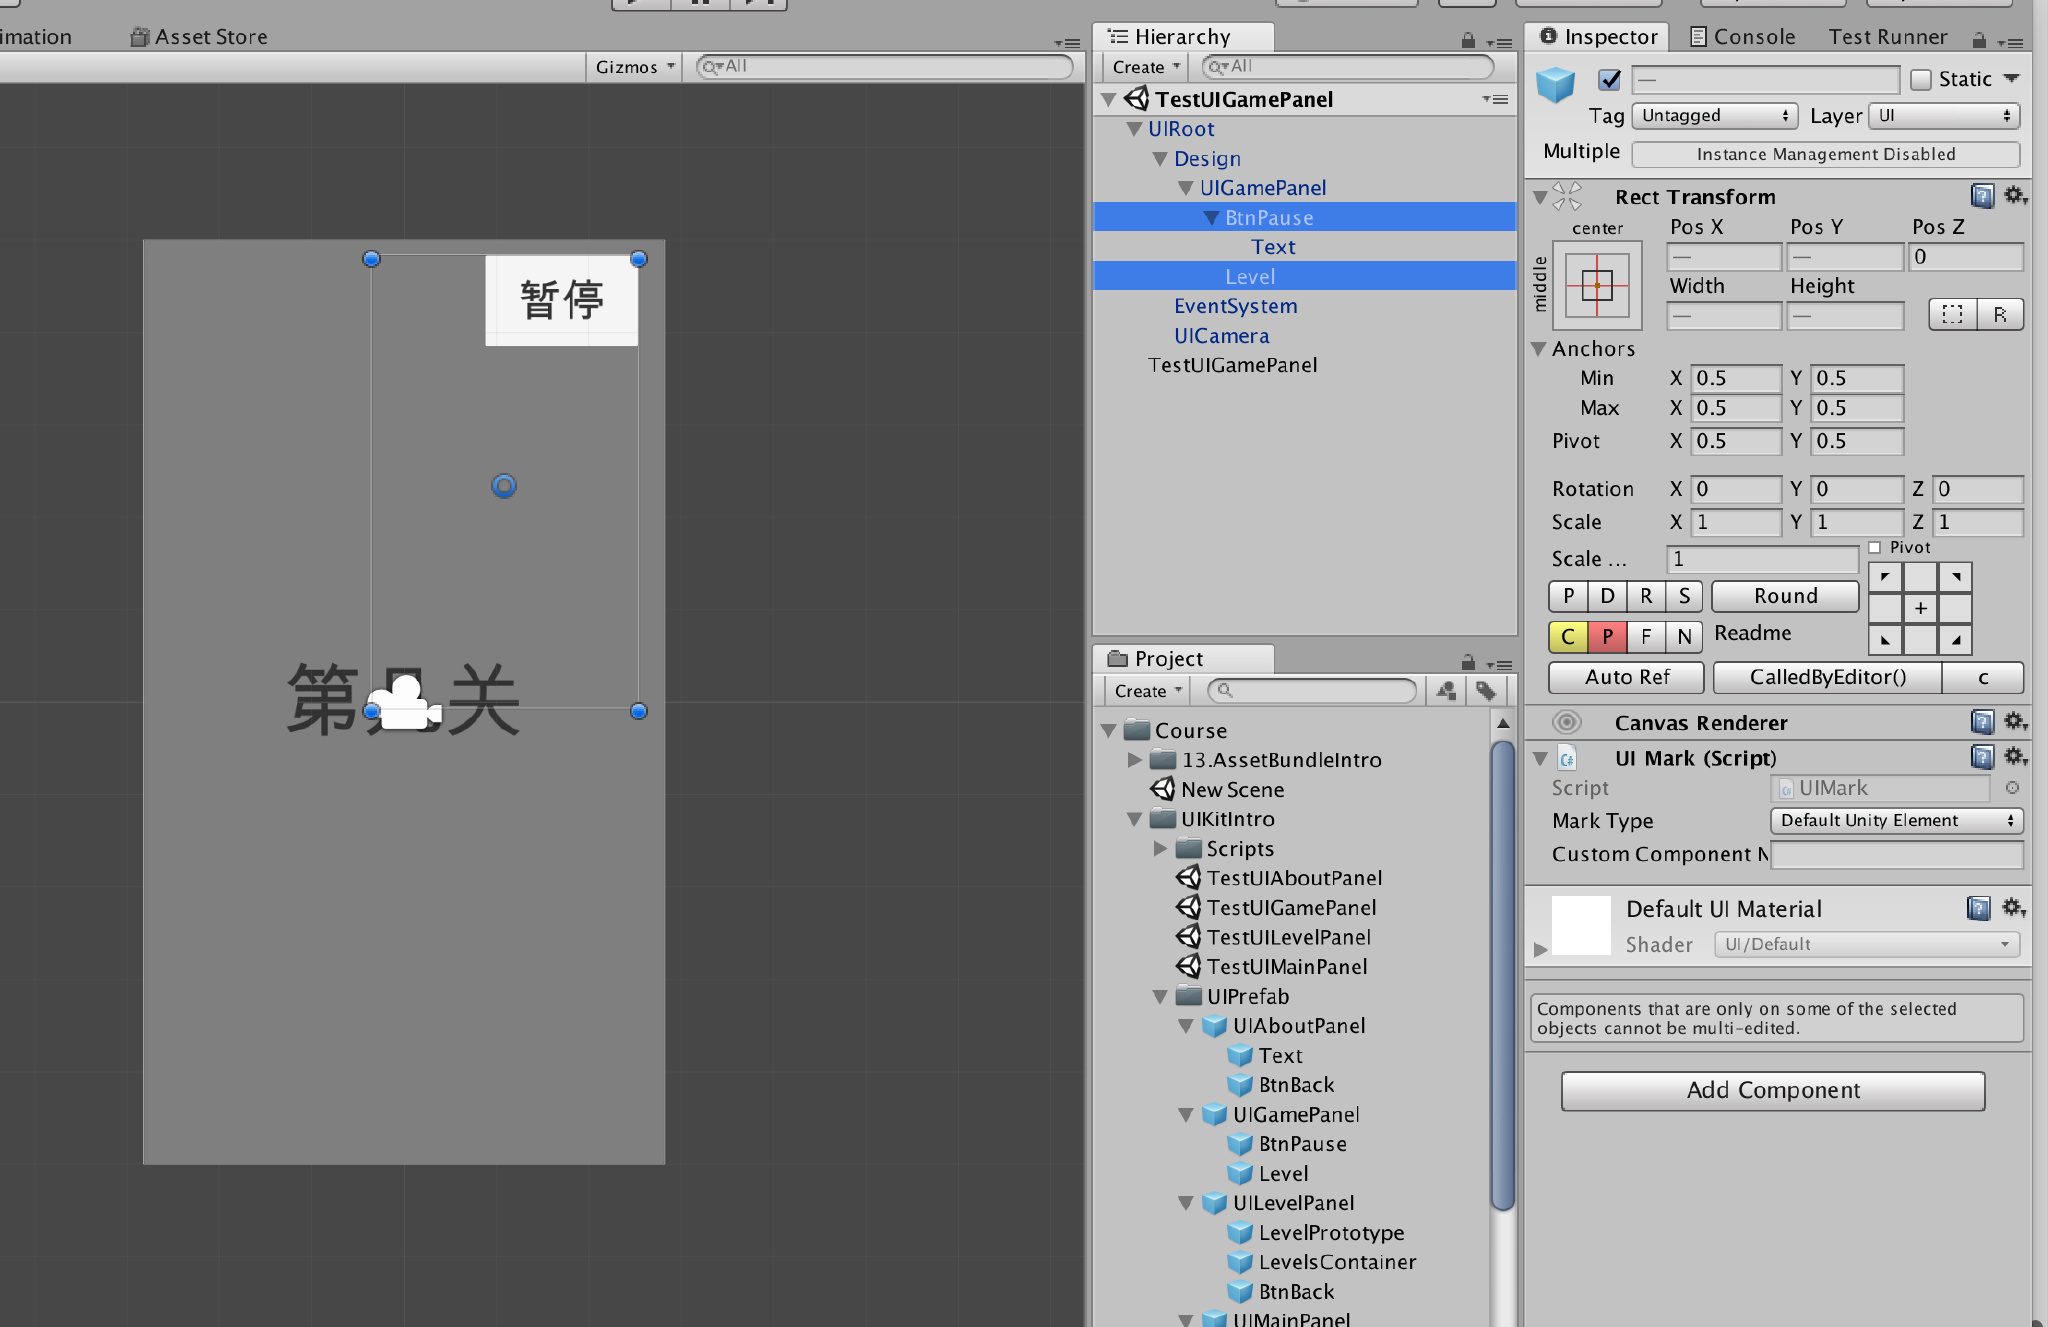 imation
Asset Store
Gizmos
All
暂停
第几关
Hierarchy
Create
All
TestUIGamePanel
UIRoot
Design
UIGamePanel
BtnPause
Text
Level
EventSystem
UICamera
TestUIGamePanel
Project
Create
Course
13.AssetBundleIntro
New Scene
UIKitIntro
Scripts
TestUIAboutPanel
TestUIGamePanel
TestUILevelPanel
TestUIMainPanel
UIPrefab
UIAboutPanel
Text
BtnBack
UIGamePanel
BtnPause
Level
UILevelPanel
LevelPrototype
LevelsContainer
BtnBack
UIMainPanel
Inspector
Console
Test Runner
—
Static
Tag Untagged Layer UI
Multiple Instance Management Disabled
Rect Transform
center Pos X Pos Y Pos Z
middle — — 0
Width Height
— — R
Anchors
Min X 0.5 Y 0.5
Max X 0.5 Y 0.5
Pivot X 0.5 Y 0.5
Rotation X 0 Y 0 Z 0
Scale X 1 Y 1 Z 1
Scale ... 1 Pivot
P D R S Round
+
C P F N Readme
Auto Ref CalledByEditor() c
Canvas Renderer
UI Mark (Script)
Script UIMark
Mark Type Default Unity Element
Custom Component N
Default UI Material
Shader UI/Default
Components that are only on some of the selected
objects cannot be multi-edited.
Add Component